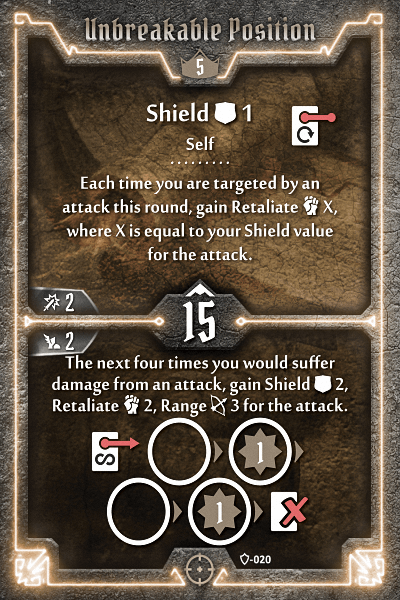 Unbreakable Position
5
Shield 1
Self
Each time you are targeted by an
attack this round, gain Retaliate X,
where X is equal to your Shield value
for the attack.
2
15
2
The next four times you would suffer
damage from an attack, gain Shield 2,
Retaliate 2, Range 3 for the attack.
1
1
-020